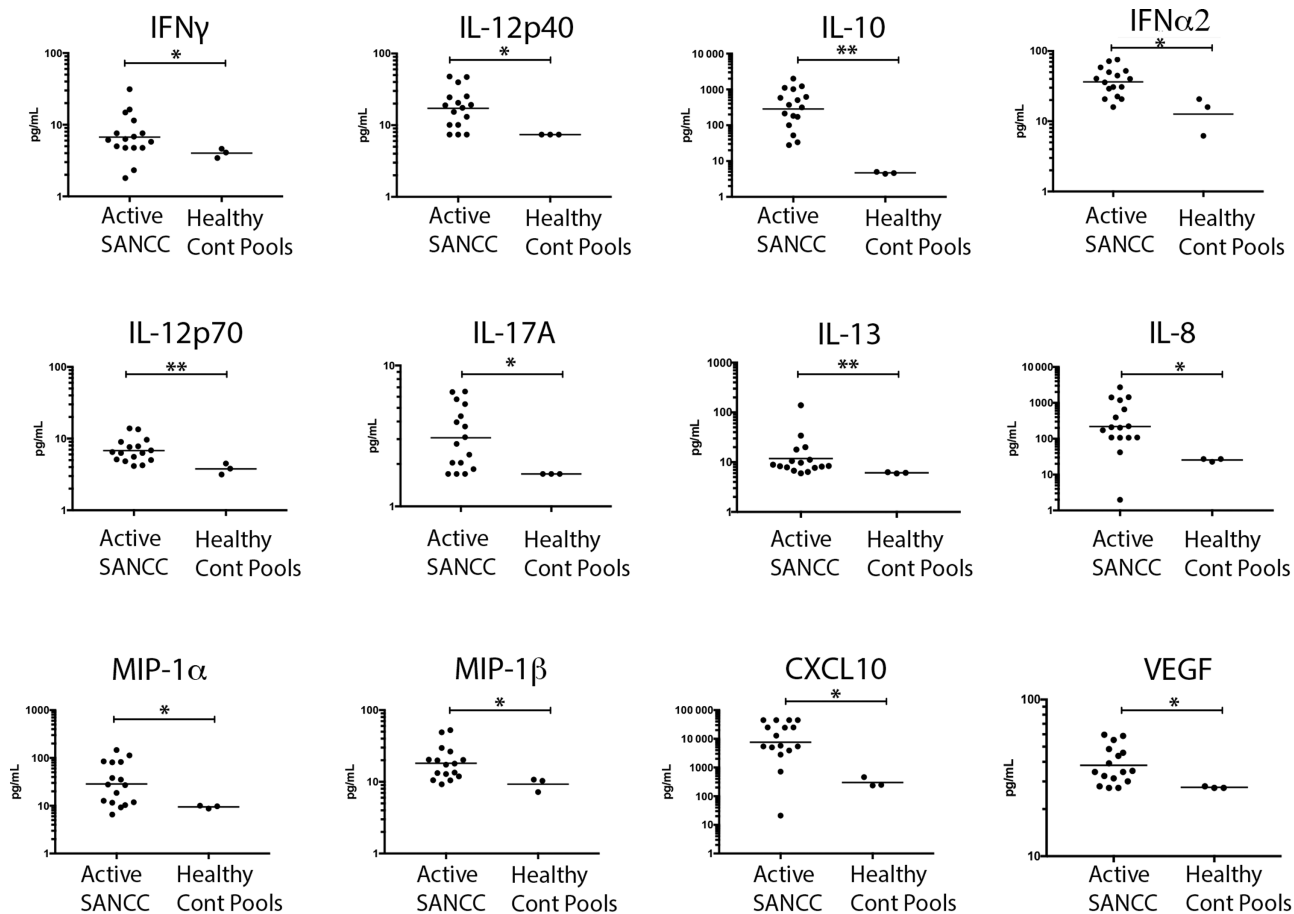 IFNγ
*
100
10
1
pg/mL
Active
SANCC
Healthy
Cont Pools
IL-12p40
*
100
10
1
pg/mL
Active
SANCC
Healthy
Cont Pools
IL-10
**
10 000
1000
100
10
1
pg/mL
Active
SANCC
Healthy
Cont Pools
IFNα2
*
100
10
1
pg/mL
Active
SANCC
Healthy
Cont Pools
IL-12p70
**
100
10
1
pg/mL
Active
SANCC
Healthy
Cont Pools
IL-17A
*
10
1
pg/mL
Active
SANCC
Healthy
Cont Pools
IL-13
**
1000
100
10
1
pg/mL
Active
SANCC
Healthy
Cont Pools
IL-8
*
10000
1000
100
10
1
pg/mL
Active
SANCC
Healthy
Cont Pools
MIP-1α
*
1000
100
10
1
pg/mL
Active
SANCC
Healthy
Cont Pools
MIP-1β
*
100
10
1
pg/mL
Active
SANCC
Healthy
Cont Pools
CXCL10
*
100 000
10 000
1000
100
10
1
pg/mL
Active
SANCC
Healthy
Cont Pools
VEGF
*
100
10
pg/mL
Active
SANCC
Healthy
Cont Pools